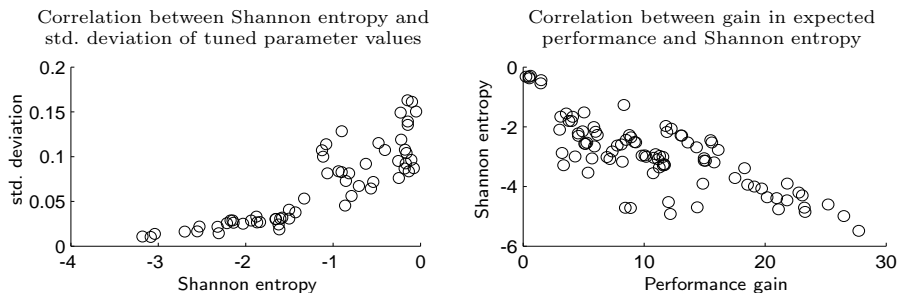 Correlation between Shannon entropy and
std. deviation of tuned parameter values
0.2
0.15
0.1
0.05
0
std. deviation
-4
-3
-2
-1
0
Shannon entropy
Correlation between gain in expected
performance and Shannon entropy
0
-2
-4
-6
Shannon entropy
0
10
20
30
Performance gain